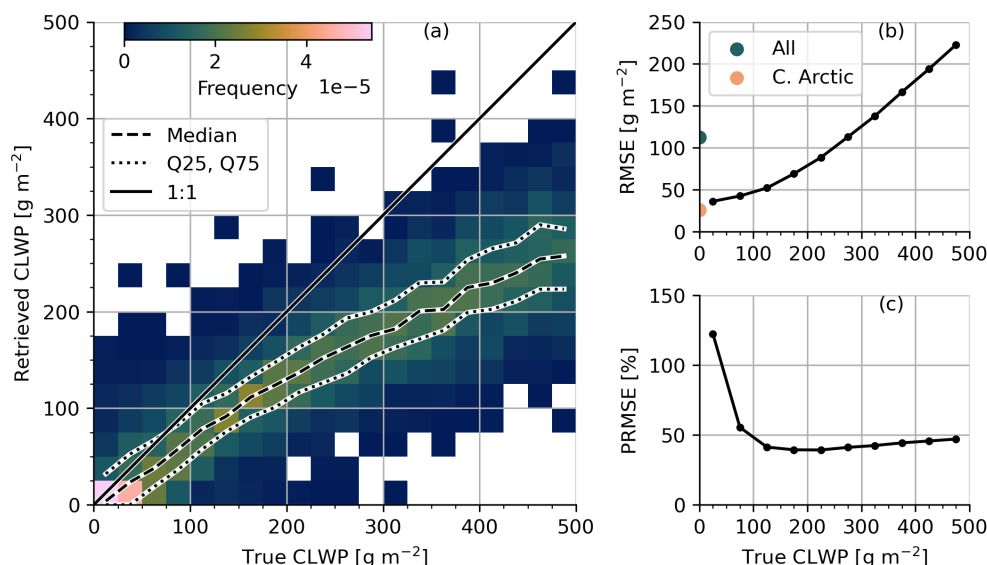 (a)
0 2 4
Frequency 1e−5
Median
Q25, Q75
1:1
500
400
300
200
100
0
Retrieved CLWP [g m⁻²]
0 100 200 300 400 500
True CLWP [g m⁻²]
(b)
All
C. Arctic
250
200
150
100
50
0
RMSE [g m⁻²]
0 100 200 300 400 500
(c)
150
100
50
0
PRMSE [%]
0 100 200 300 400 500
True CLWP [g m⁻²]